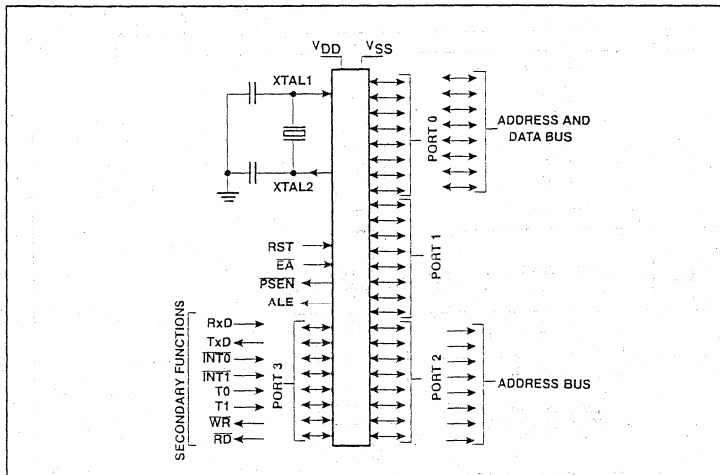 VDD
VSS
XTAL1
XTAL2
PORT 0
ADDRESS AND
DATA BUS
PORT 1
RST
EA
PSEN
ALE
SECONDARY FUNCTIONS
RxD
TxD
INT0
INT1
T0
T1
WR
RD
PORT 3
PORT 2
ADDRESS BUS